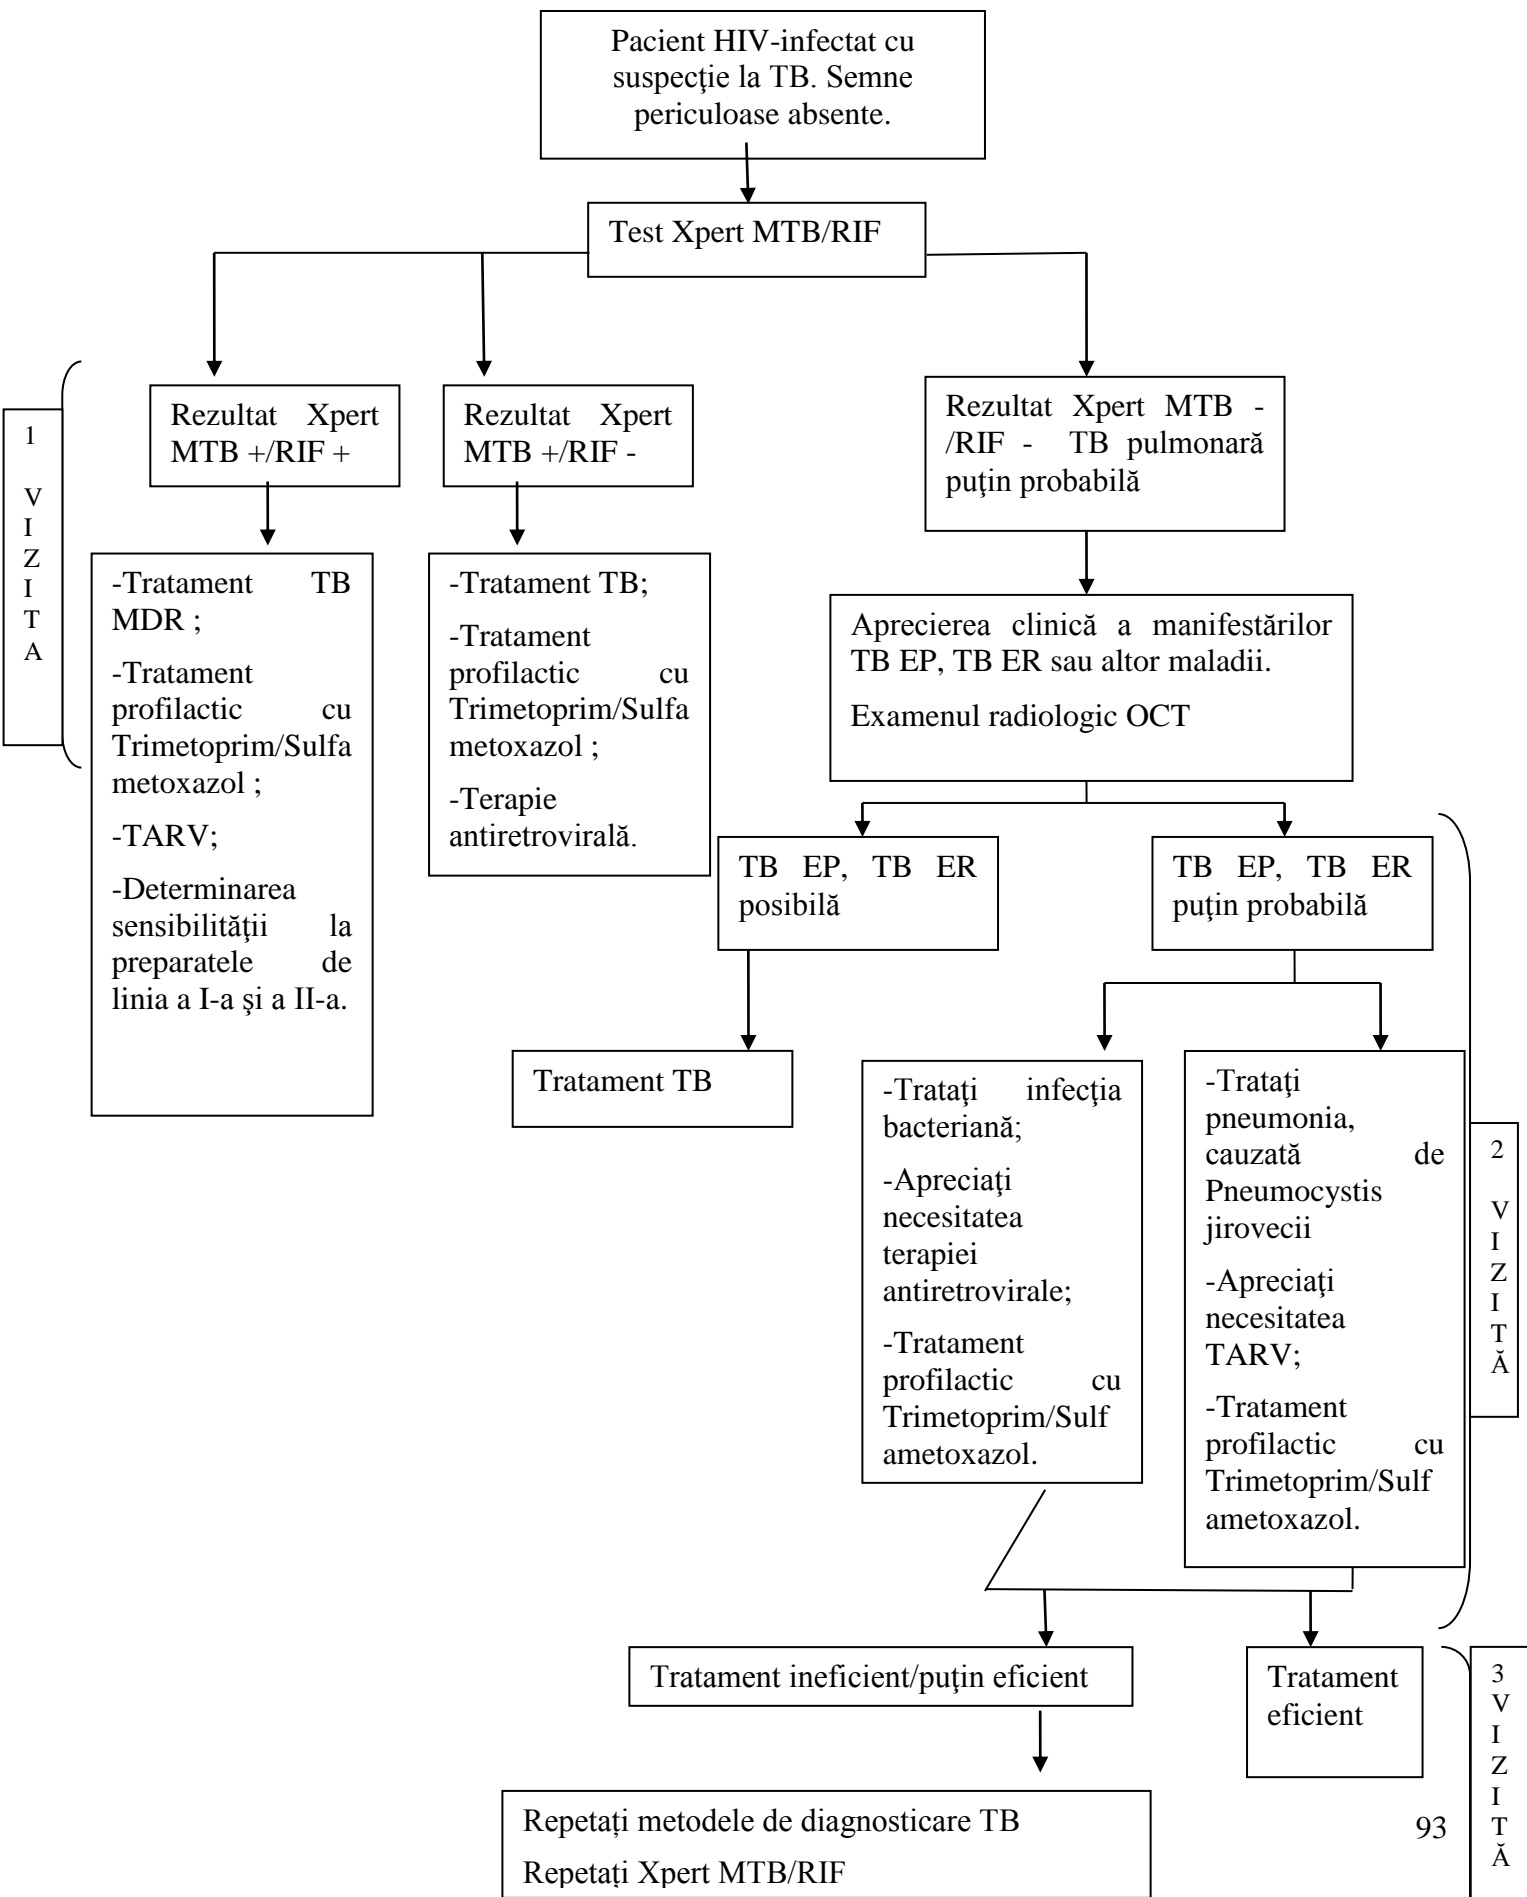 Pacient HIV-infectat cu
suspecţie la TB. Semne
periculoase absente.
Test Xpert MTB/RIF
1
V
I
Z
I
T
A
Rezultat Xpert
MTB +/RIF +
Rezultat Xpert
MTB +/RIF -
Rezultat Xpert MTB -
/RIF - TB pulmonară
puţin probabilă
-Tratament TB
MDR ;
-Tratament
profilactic cu
Trimetoprim/Sulfa
metoxazol ;
-TARV;
-Determinarea
sensibilităţii la
preparatele de
linia a I-a şi a II-a.
-Tratament TB;
-Tratament
profilactic cu
Trimetoprim/Sulfa
metoxazol ;
-Terapie
antiretrovirală.
Aprecierea clinică a manifestărilor
TB EP, TB ER sau altor maladii.
Examenul radiologic OCT
TB EP, TB ER
posibilă
TB EP, TB ER
puţin probabilă
Tratament TB
-Trataţi infecţia
bacteriană;
-Apreciaţi
necesitatea
terapiei
antiretrovirale;
-Tratament
profilactic cu
Trimetoprim/Sulf
ametoxazol.
-Trataţi
pneumonia,
cauzată de
Pneumocystis
jirovecii
-Apreciaţi
necesitatea
TARV;
-Tratament
profilactic cu
Trimetoprim/Sulf
ametoxazol.
2
V
I
Z
I
T
Ă
Tratament ineficient/puţin eficient
Tratament
eficient
3
V
I
Z
I
T
Ă
Repetați metodele de diagnosticare TB
Repetați Xpert MTB/RIF
93